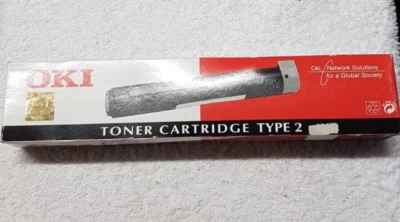 OKI
Oki, Network Solutions
for a Global Society
TONER CARTRIDGE TYPE 2